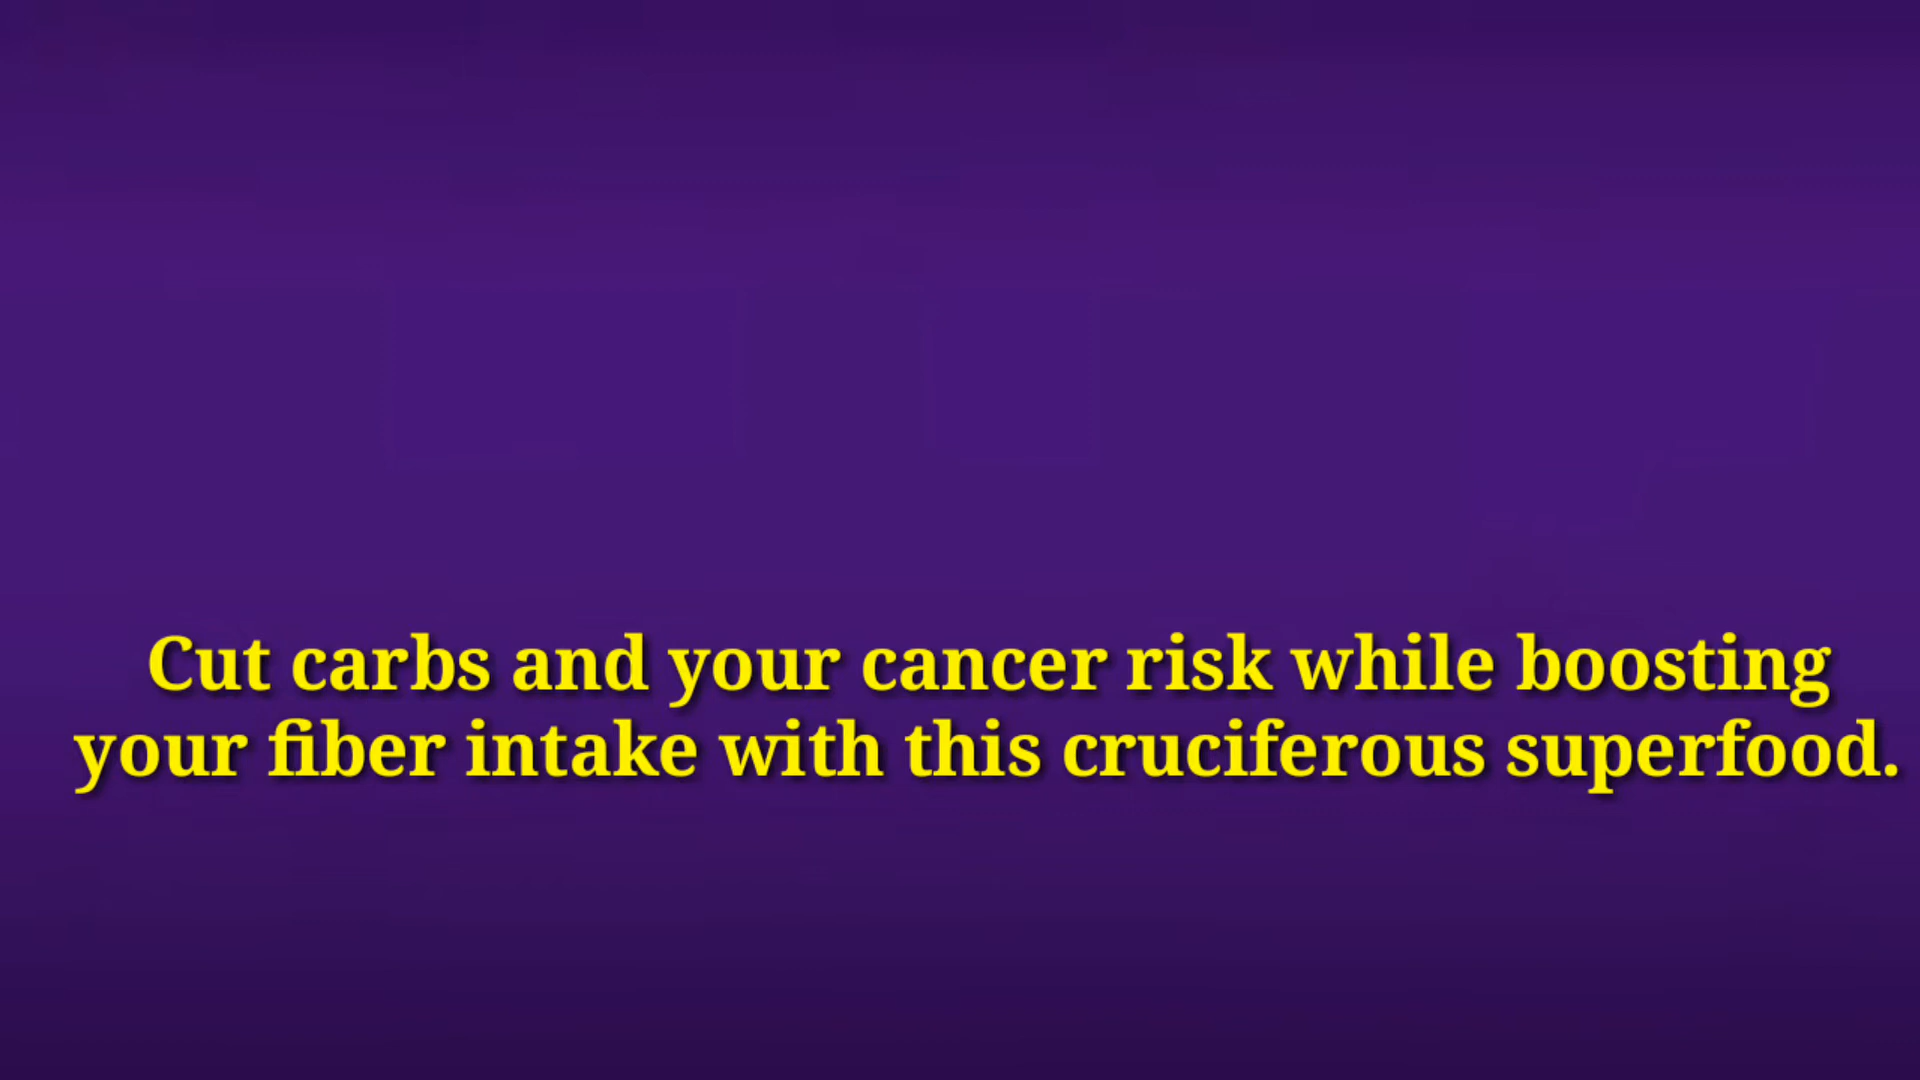 Cut carbs and your cancer risk while boosting
your fiber intake with this cruciferous superfood.